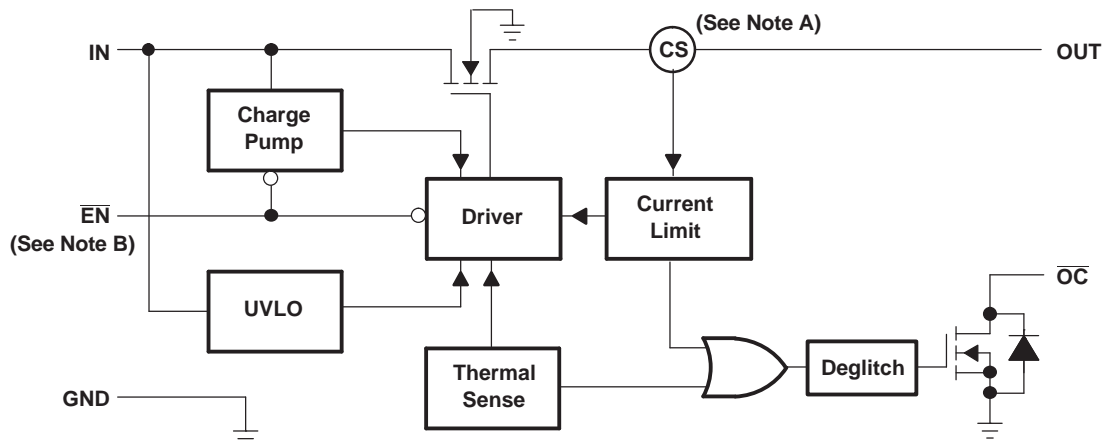 (See Note A)
IN
CS
OUT
Charge
Pump
EN
(See Note B)
Driver
Current
Limit
OC
UVLO
Thermal
Sense
Deglitch
GND